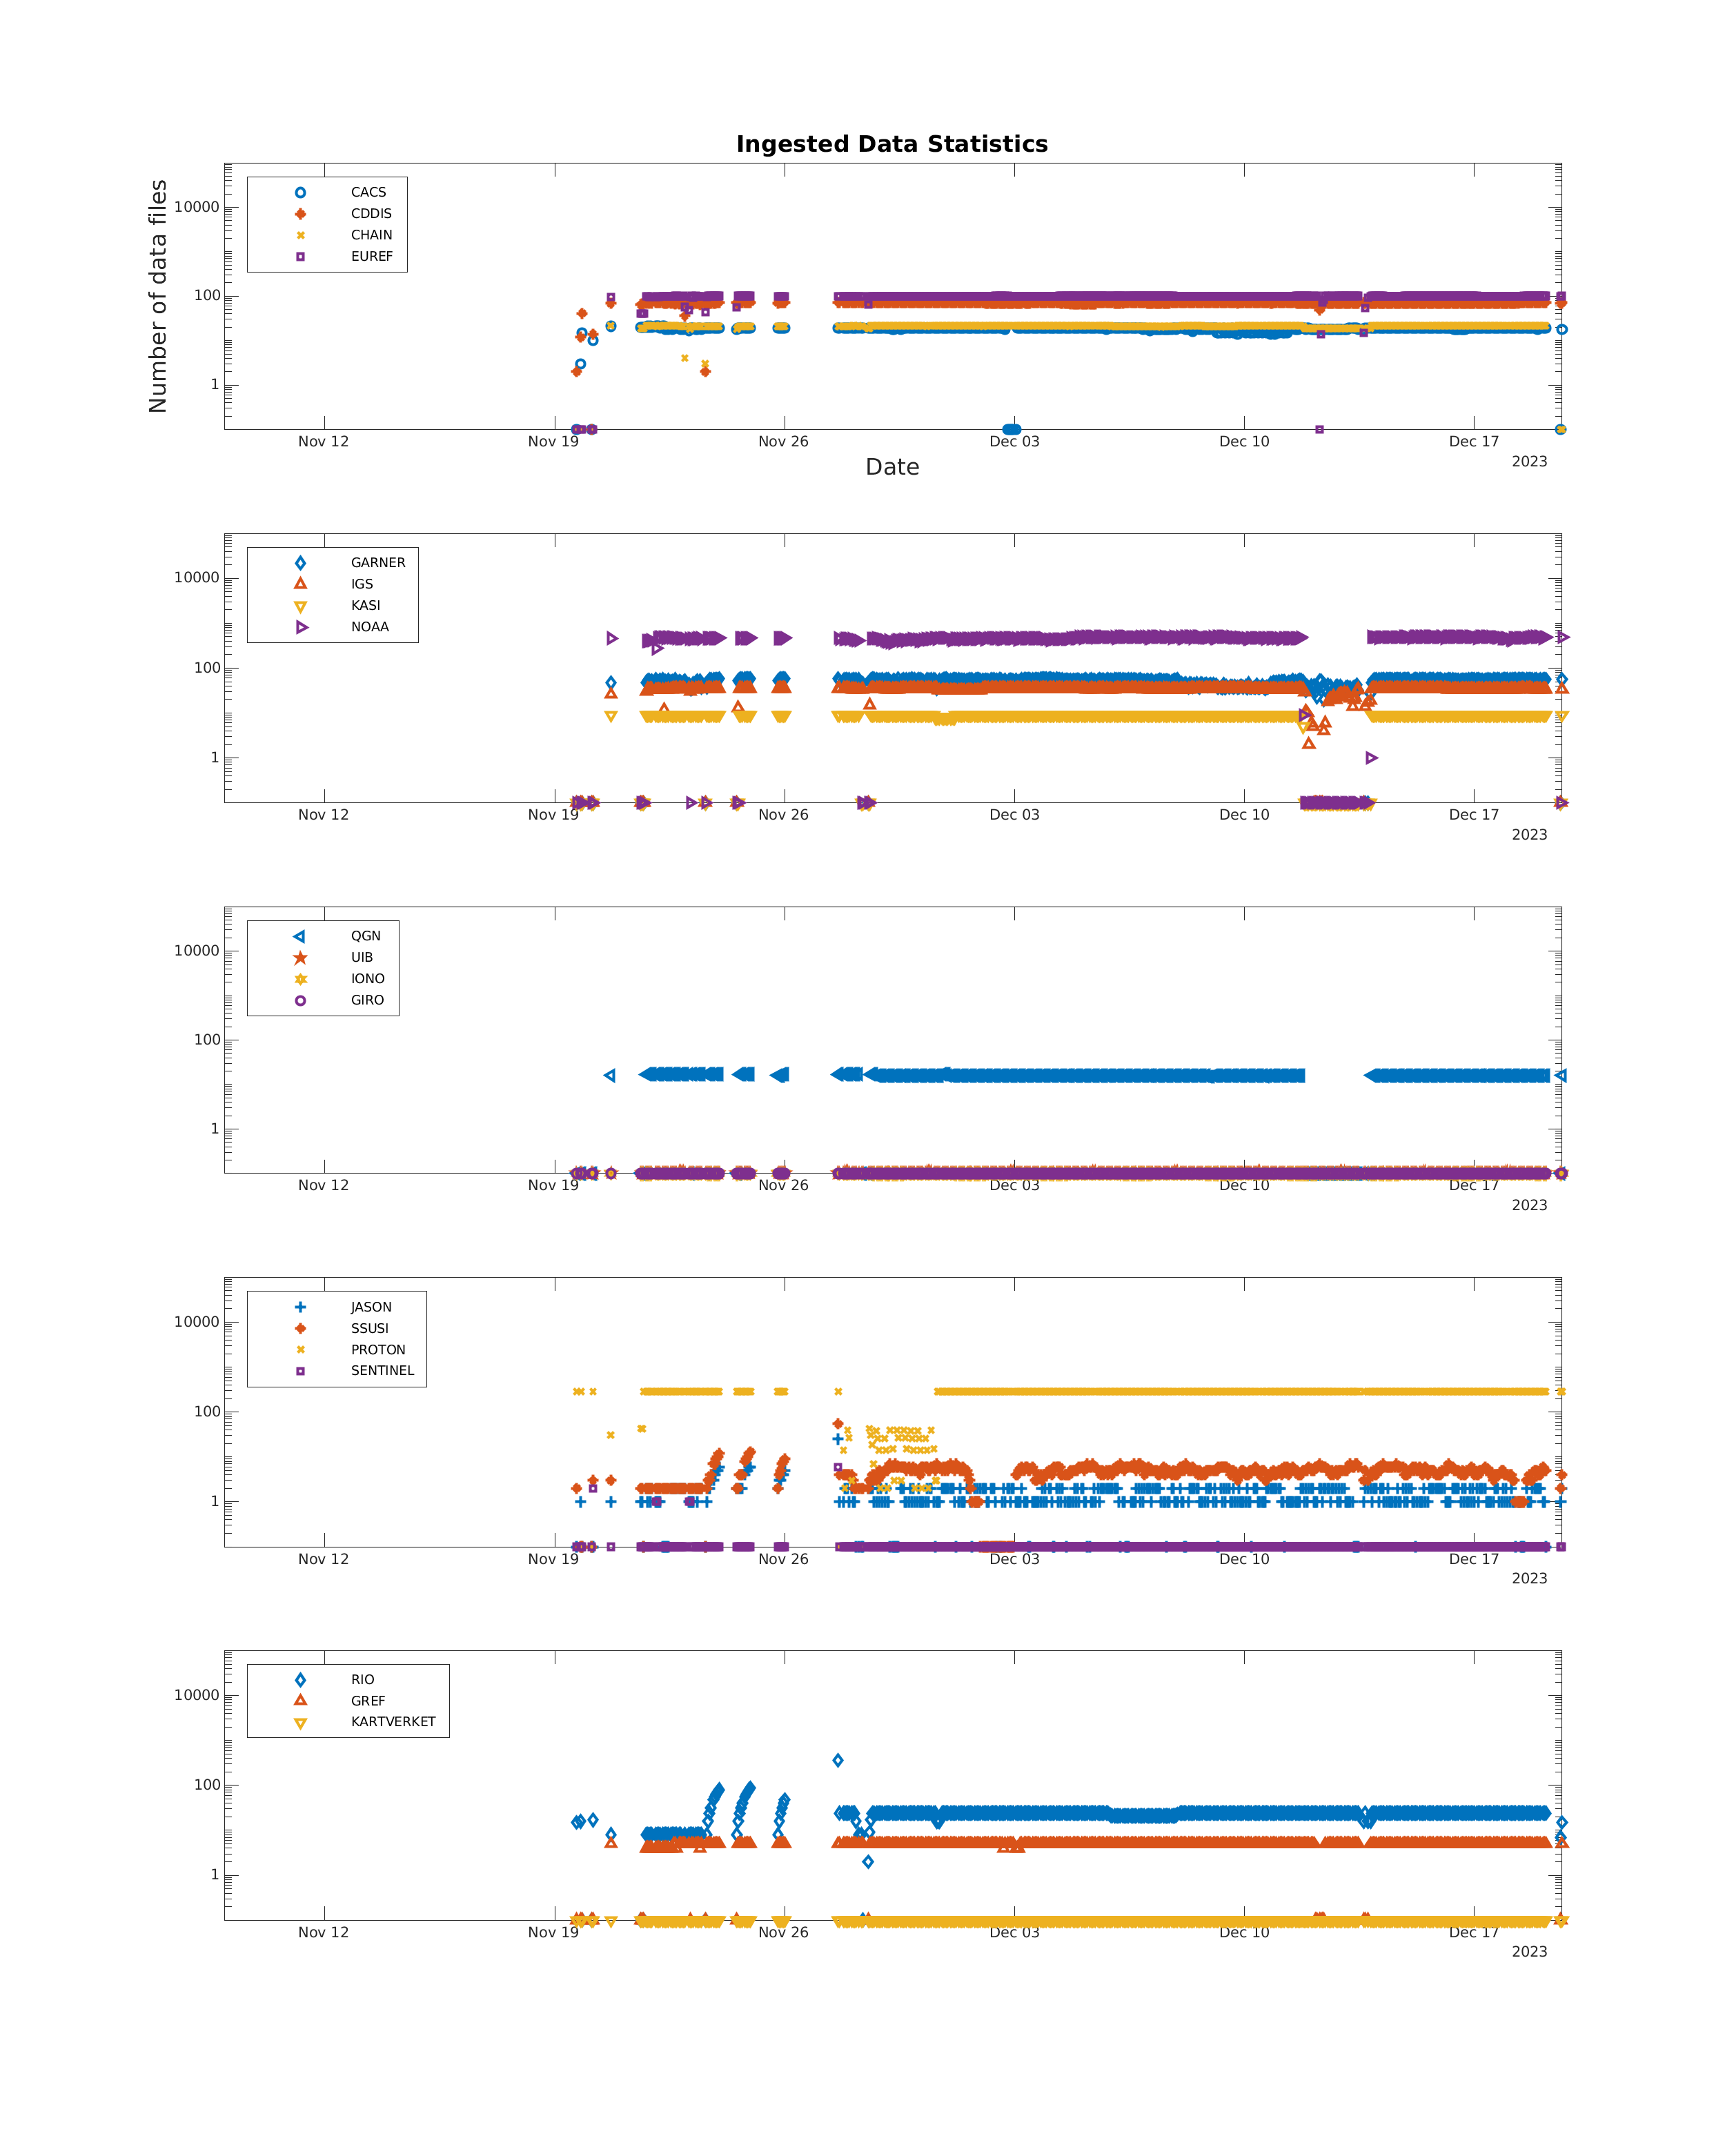 Ingested Data Statistics
Number of data files
CACS
CDDIS
CHAIN
EUREF
10000
100
1
Nov 12 Nov 19 Nov 26 Dec 03 Dec 10 Dec 17
2023
Date
GARNER
IGS
KASI
NOAA
10000
100
1
Nov 12 Nov 19 Nov 26 Dec 03 Dec 10 Dec 17
2023
QGN
UIB
IONO
GIRO
10000
100
1
Nov 12 Nov 19 Nov 26 Dec 03 Dec 10 Dec 17
2023
JASON
SSUSI
PROTON
SENTINEL
10000
100
1
Nov 12 Nov 19 Nov 26 Dec 03 Dec 10 Dec 17
2023
RIO
GREF
KARTVERKET
10000
100
1
Nov 12 Nov 19 Nov 26 Dec 03 Dec 10 Dec 17
2023